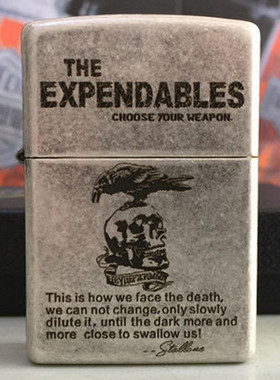 THE
EXPENDABLES
CHOOSE YOUR WEAPON.
This is how we face the death,
we can not change, only slowly
dilute it, until the dark more and
more close to swallow us!
--Stallone